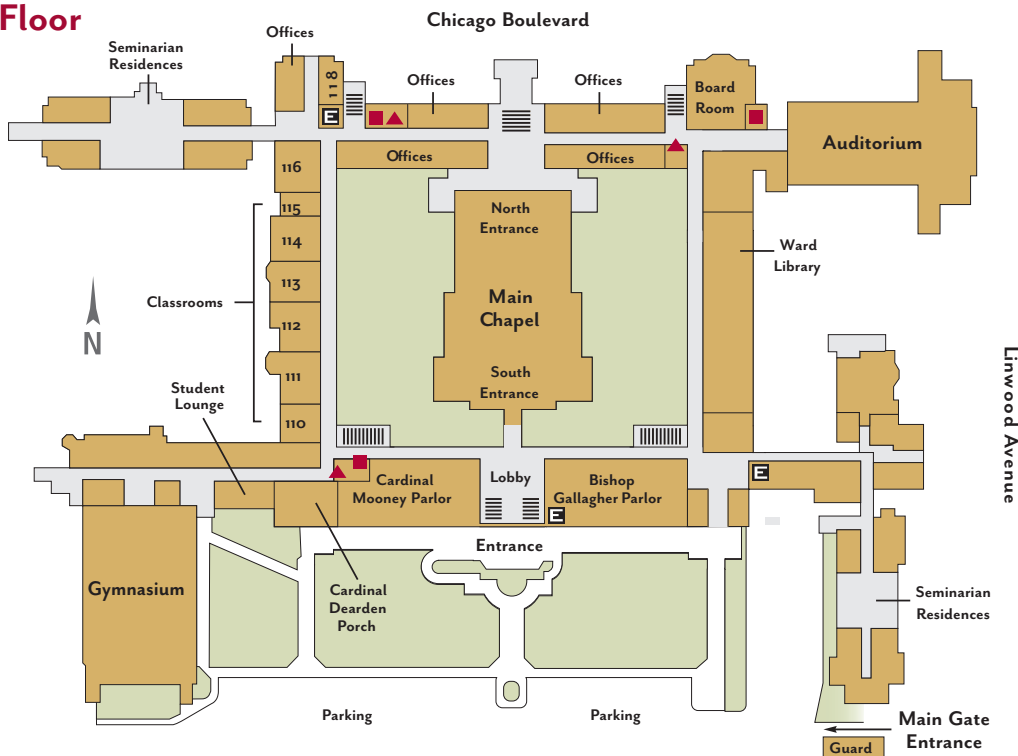 Floor
Chicago Boulevard
Offices
Seminarian
Residences
118
E
Offices
Offices
Board
Room
Auditorium
Offices
Offices
116
115
114
113
112
111
110
Classrooms
North
Entrance
Main
Chapel
South
Entrance
Ward
Library
N
Linwood Avenue
Student
Lounge
Cardinal
Mooney Parlor
Lobby
Bishop
Gallagher Parlor
E
E
Entrance
Gymnasium
Cardinal
Dearden
Porch
Seminarian
Residences
Parking
Parking
Main Gate
Entrance
Guard